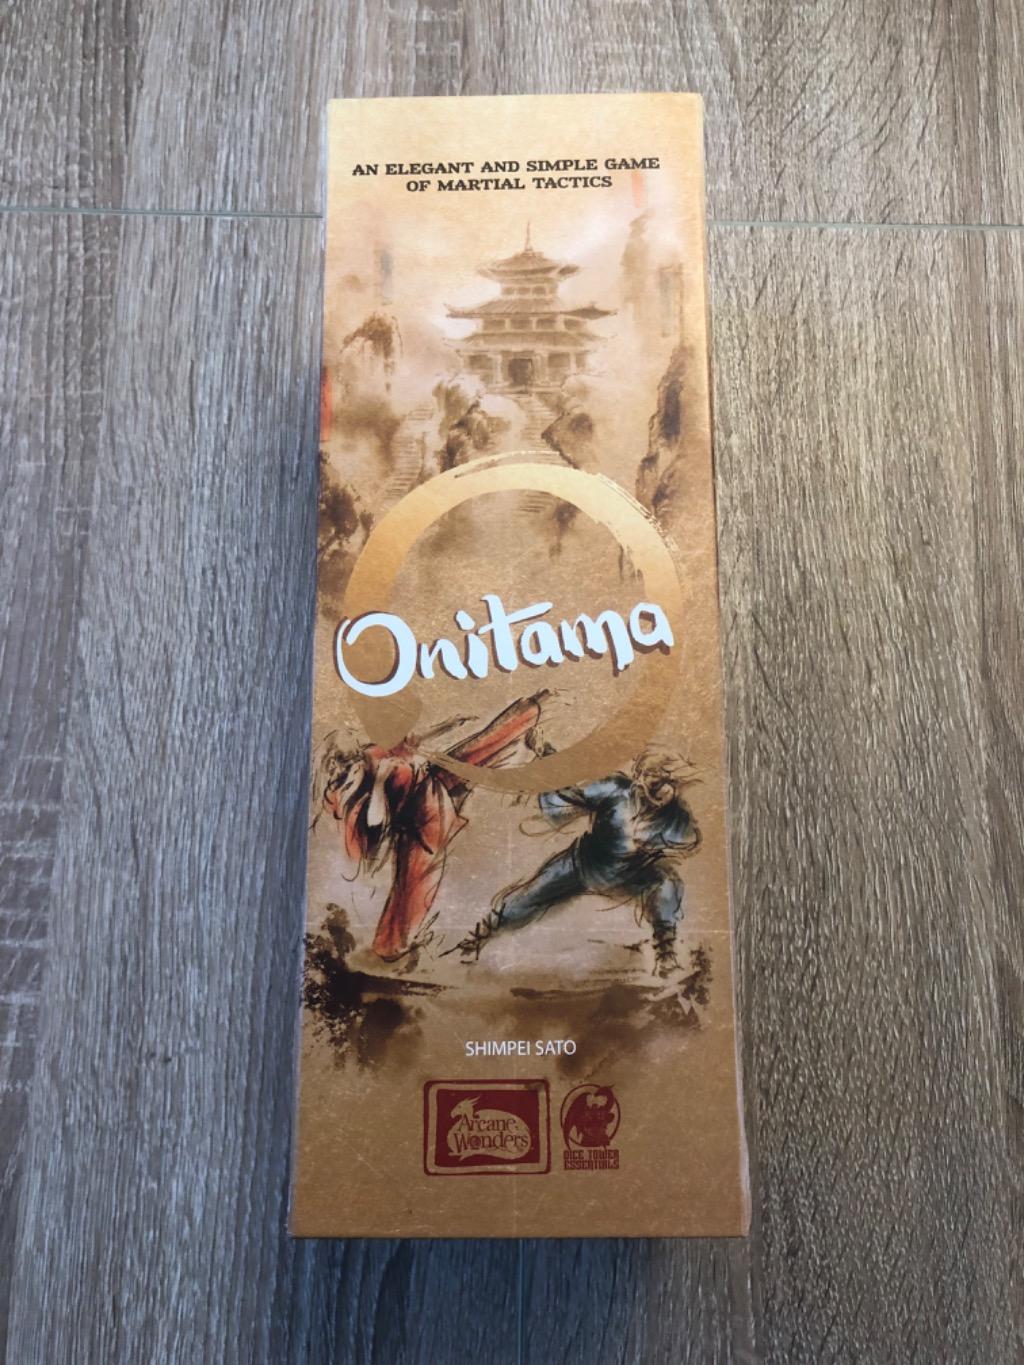 AN ELEGANT AND SIMPLE GAME
OF MARTIAL TACTICS
Onitama
SHIMPEI SATO
Arcane
Wonders
DICE TOWER
ESSENTIALS